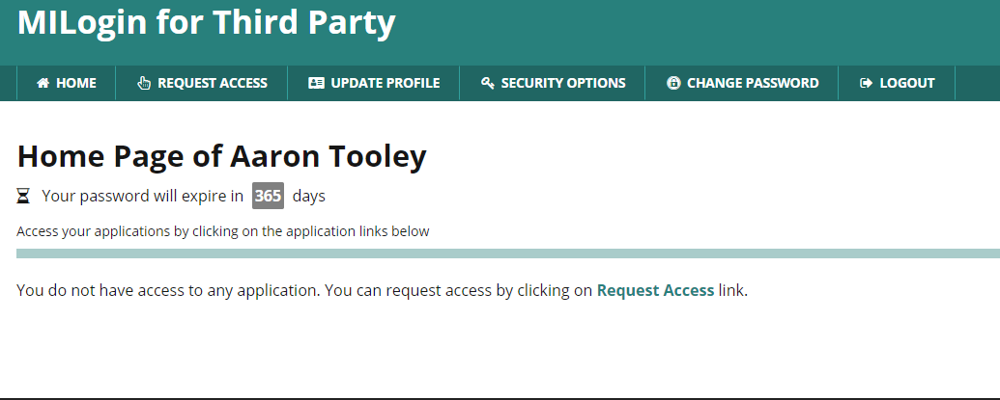 MILogin for Third Party
HOME REQUEST ACCESS UPDATE PROFILE SECURITY OPTIONS CHANGE PASSWORD LOGOUT
Home Page of Aaron Tooley
Your password will expire in 365 days
Access your applications by clicking on the application links below
You do not have access to any application. You can request access by clicking on Request Access link.